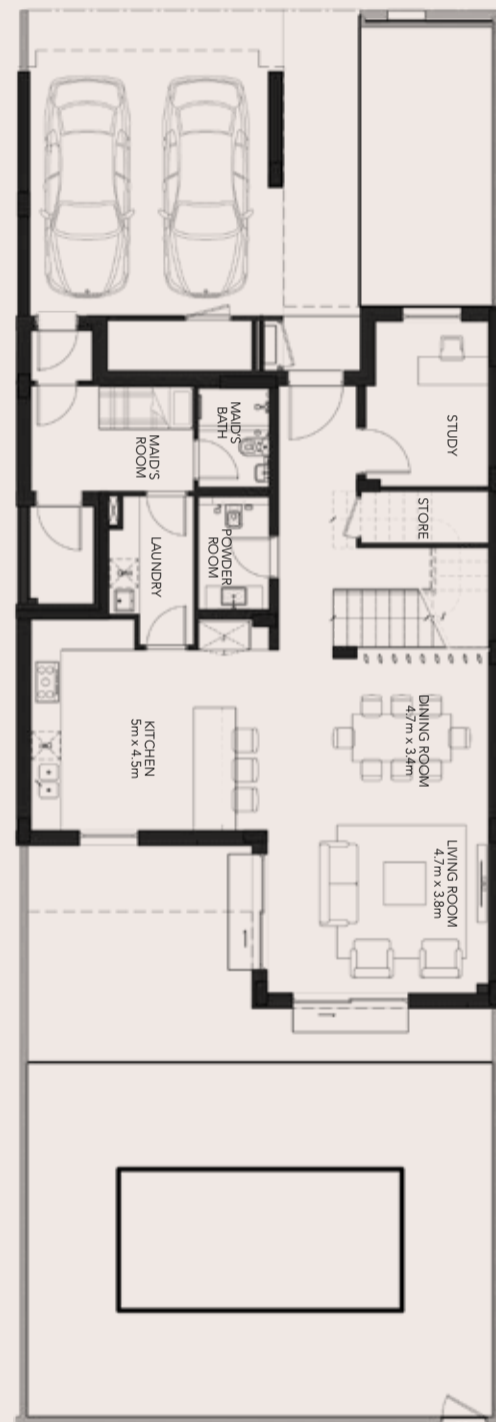 STUDY
MAID'S
BATH
MAID'S
ROOM
STORE
POWDER
ROOM
LAUNDRY
DINING ROOM
4.7m x 3.4m
KITCHEN
5m x 4.5m
LIVING ROOM
4.7m x 3.8m